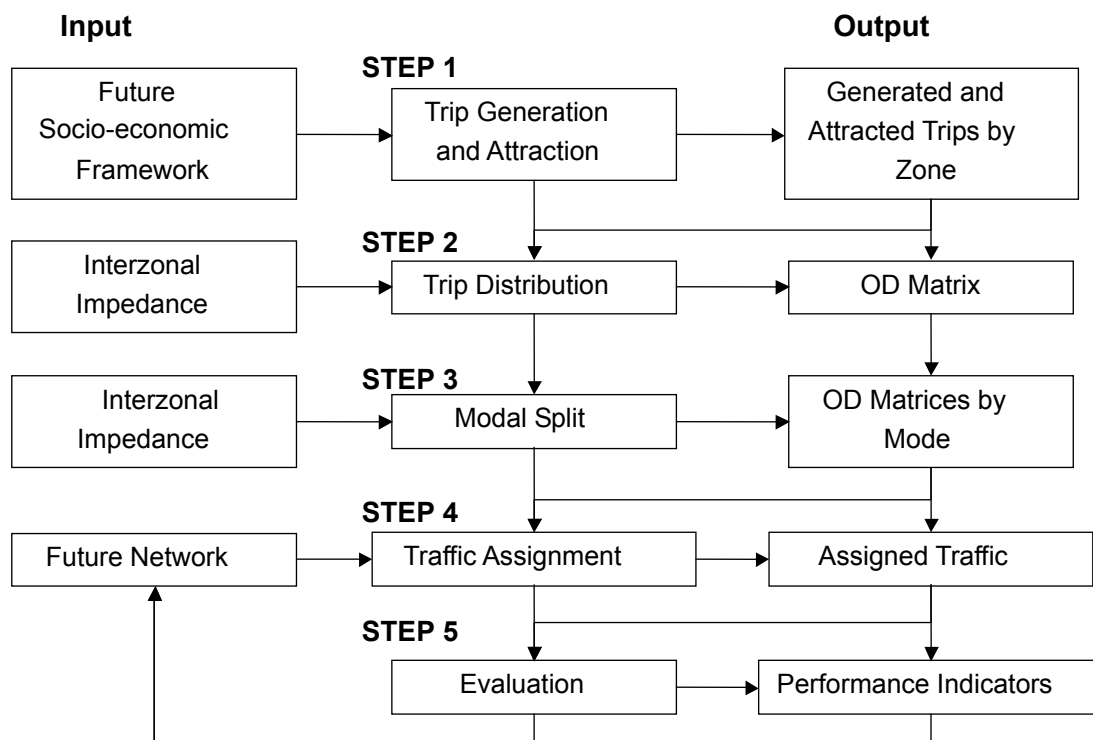 Input
Output
STEP 1
Future
Socio-economic
Framework
Trip Generation
and Attraction
Generated and
Attracted Trips by
Zone
STEP 2
Interzonal
Impedance
Trip Distribution
OD Matrix
STEP 3
Interzonal
Impedance
Modal Split
OD Matrices by
Mode
STEP 4
Future Network
Traffic Assignment
Assigned Traffic
STEP 5
Evaluation
Performance Indicators